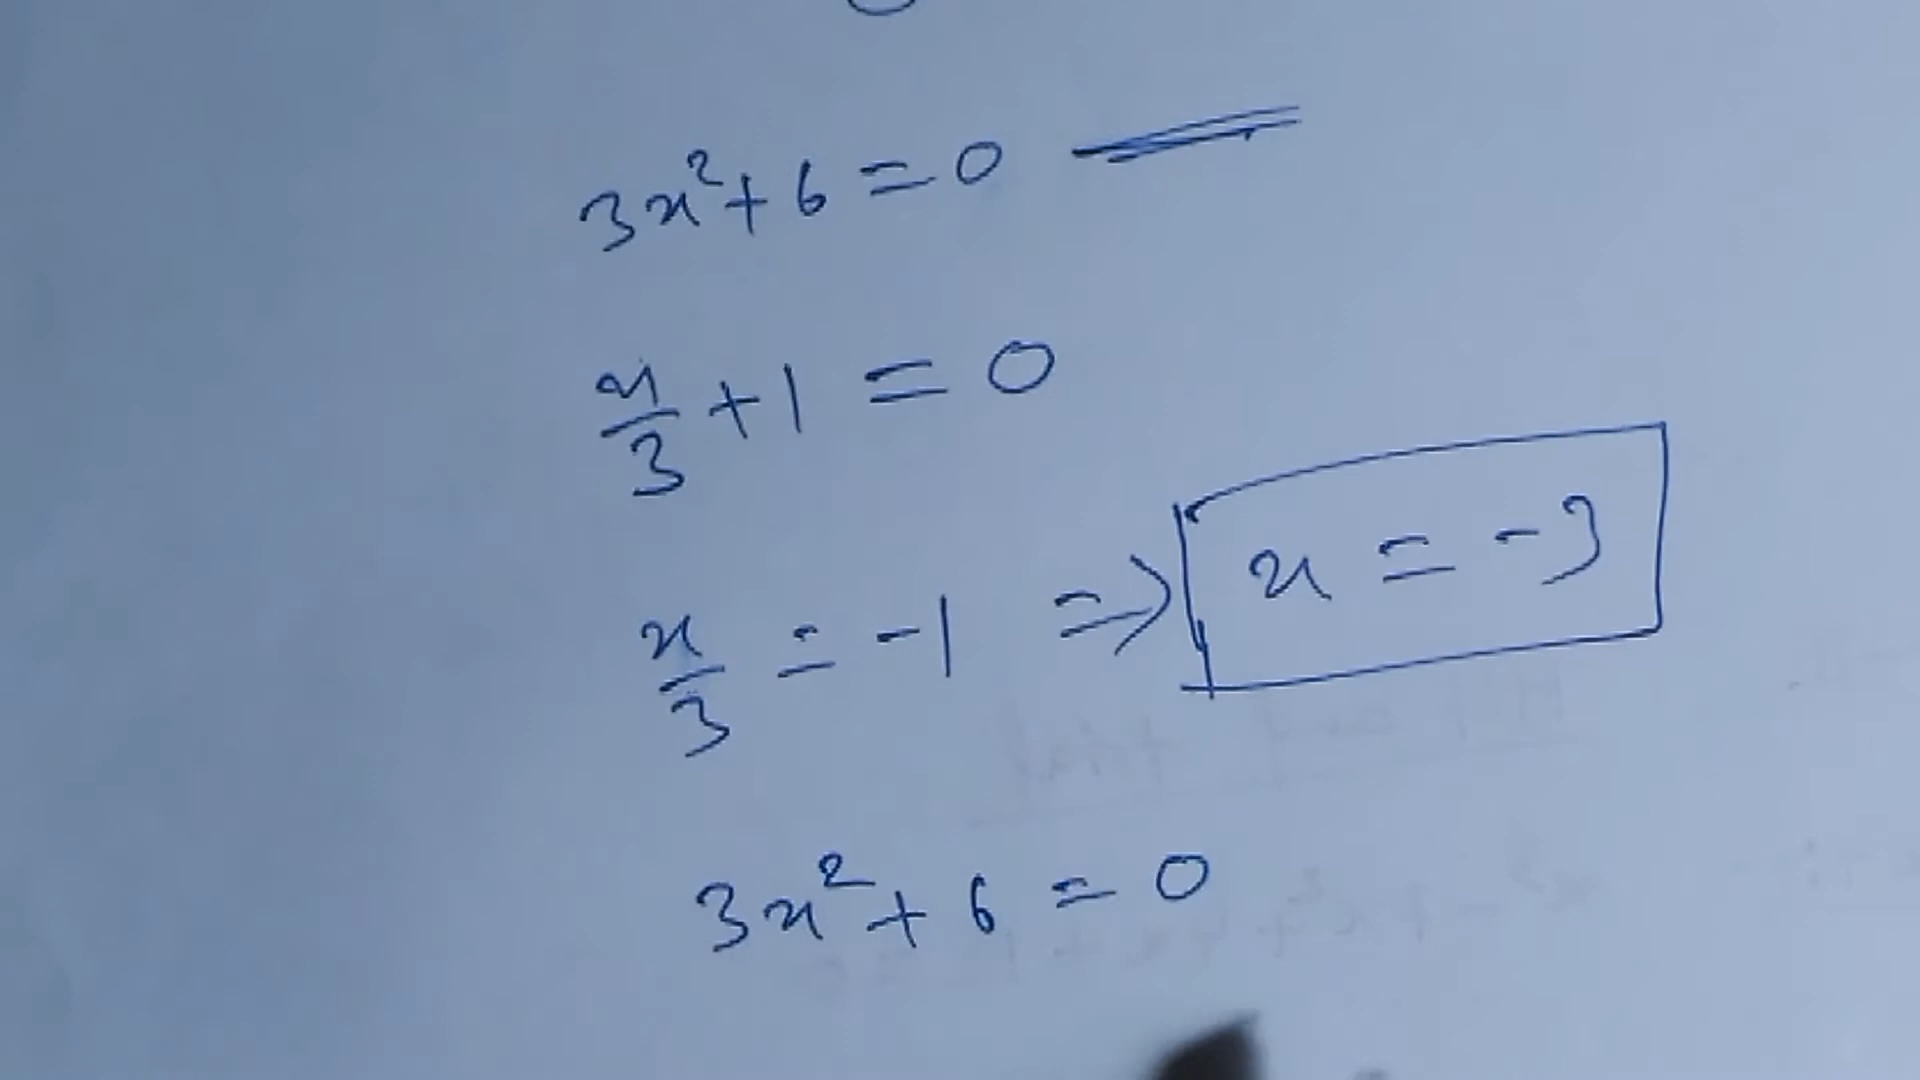 3x² + 6 = 0
x/3 + 1 = 0
x/3 = -1 ⇒ x = -3
3x² + 6 = 0